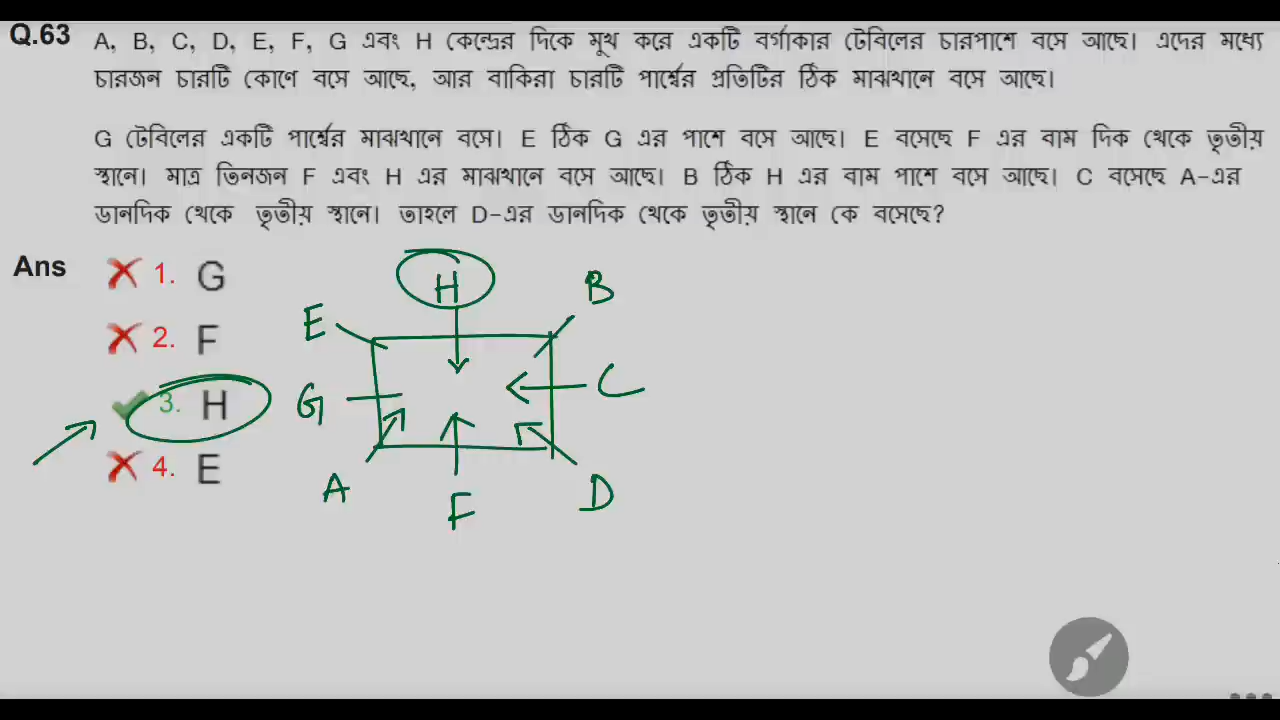 Q.63 A, B, C, D, E, F, G এবং H কেন্দ্রের দিকে মুখ করে একটি বর্গাকার টেবিলের চারপাশে বসে আছে। এদের মধ্যে
চারজন চারটি কোণে বসে আছে, আর বাকিরা চারটি পার্শ্বের প্রতিটির ঠিক মাঝখানে বসে আছে।
G টেবিলের একটি পার্শ্বের মাঝখানে বসে। E ঠিক G এর পাশে বসে আছে। E বসেছে F এর বাম দিক থেকে তৃতীয়
স্থানে। মাত্র তিনজন F এবং H এর মাঝখানে বসে আছে। B ঠিক H এর বাম পাশে বসে আছে। C বসেছে A-এর
ডানদিক থেকে তৃতীয় স্থানে। তাহলে D-এর ডানদিক থেকে তৃতীয় স্থানে কে বসেছে?
Ans
1. G
2. F
3. H
4. E
H
E B
G C
A F D